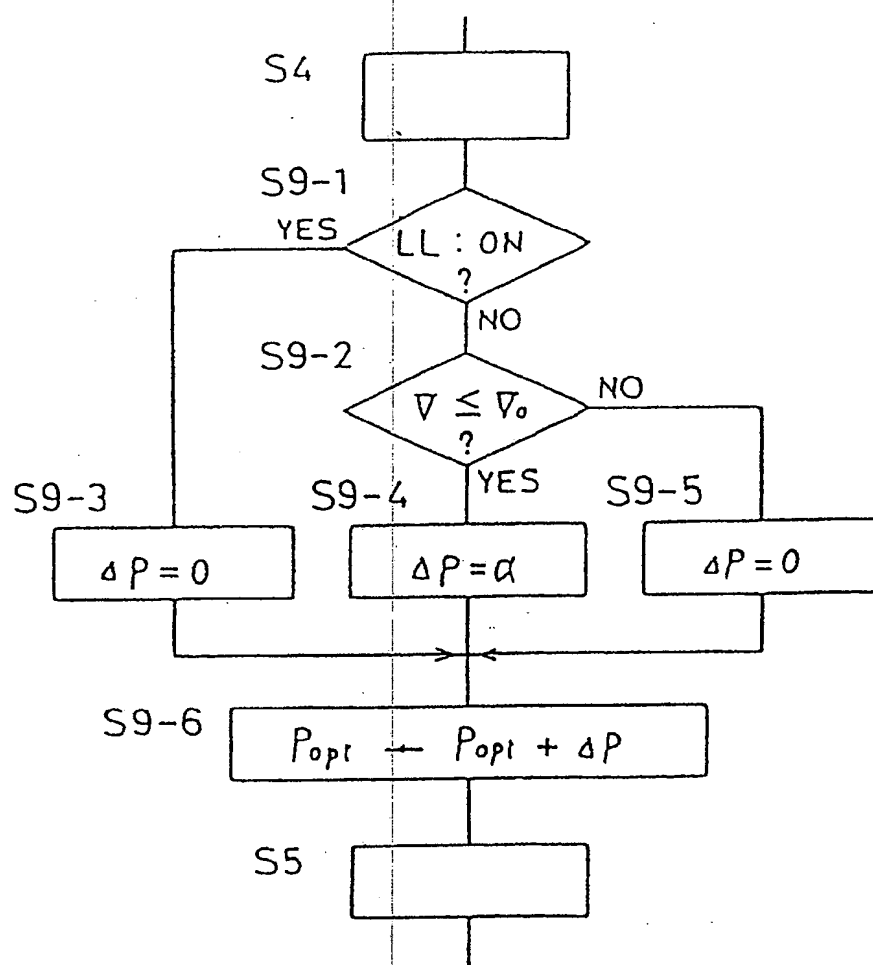 S4
S9-1
YES
LL : ON
?
NO
S9-2
NO
∇ ≤ ∇o
?
YES
S9-3
S9-4
S9-5
ΔP = 0
ΔP = α
ΔP = 0
S9-6
Popt ← Popt + ΔP
S5